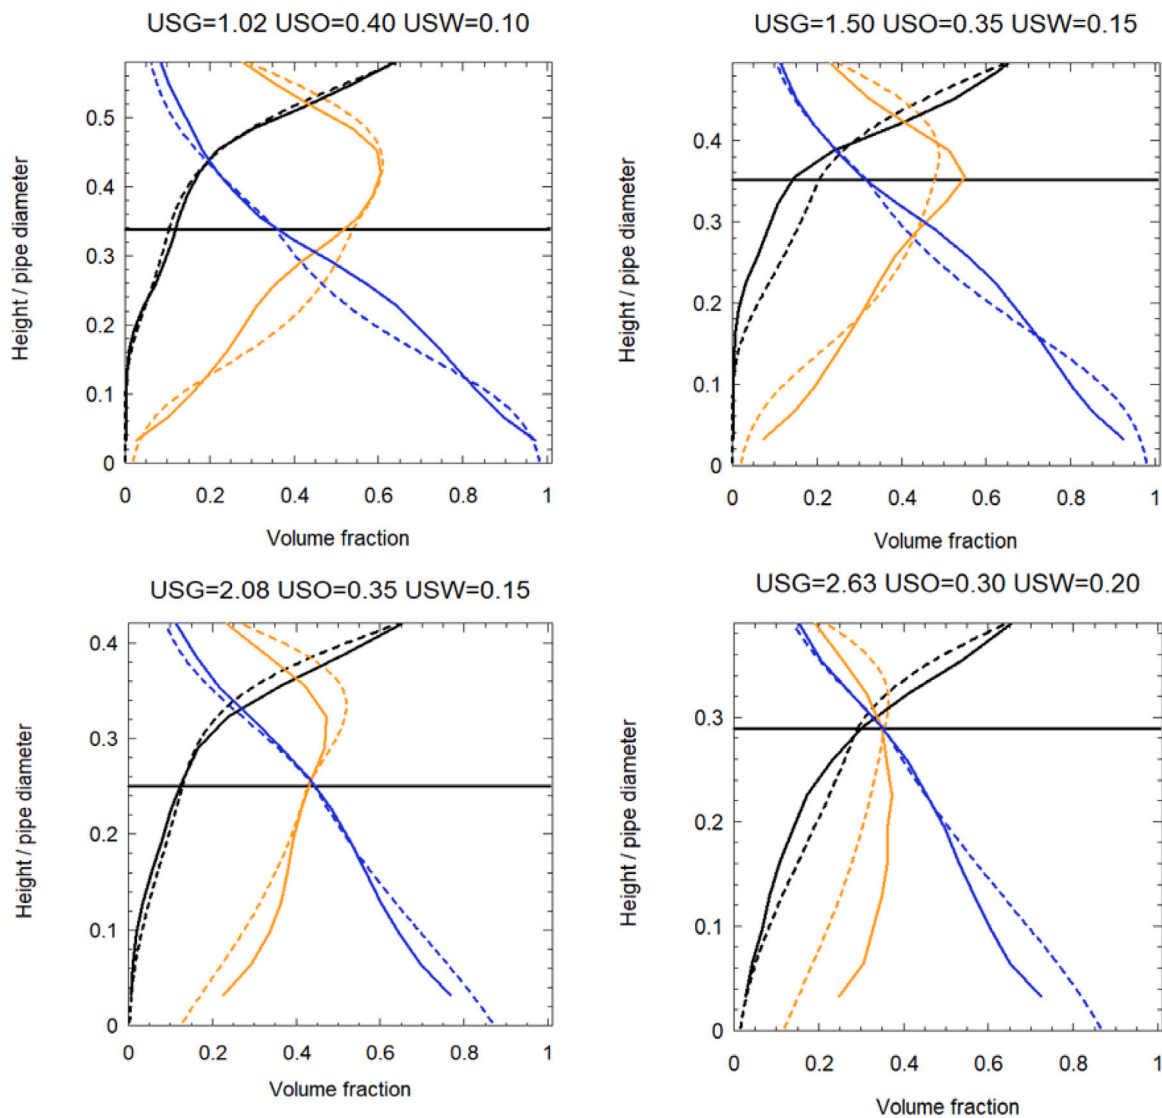 USG=1.02 USO=0.40 USW=0.10
0.5
0.4
0.3
0.2
0.1
0
Height / pipe diameter
0 0.2 0.4 0.6 0.8 1
Volume fraction
USG=1.50 USO=0.35 USW=0.15
0.4
0.3
0.2
0.1
0
Height / pipe diameter
0 0.2 0.4 0.6 0.8 1
Volume fraction
USG=2.08 USO=0.35 USW=0.15
0.4
0.3
0.2
0.1
0
Height / pipe diameter
0 0.2 0.4 0.6 0.8 1
Volume fraction
USG=2.63 USO=0.30 USW=0.20
0.3
0.2
0.1
0
Height / pipe diameter
0 0.2 0.4 0.6 0.8 1
Volume fraction